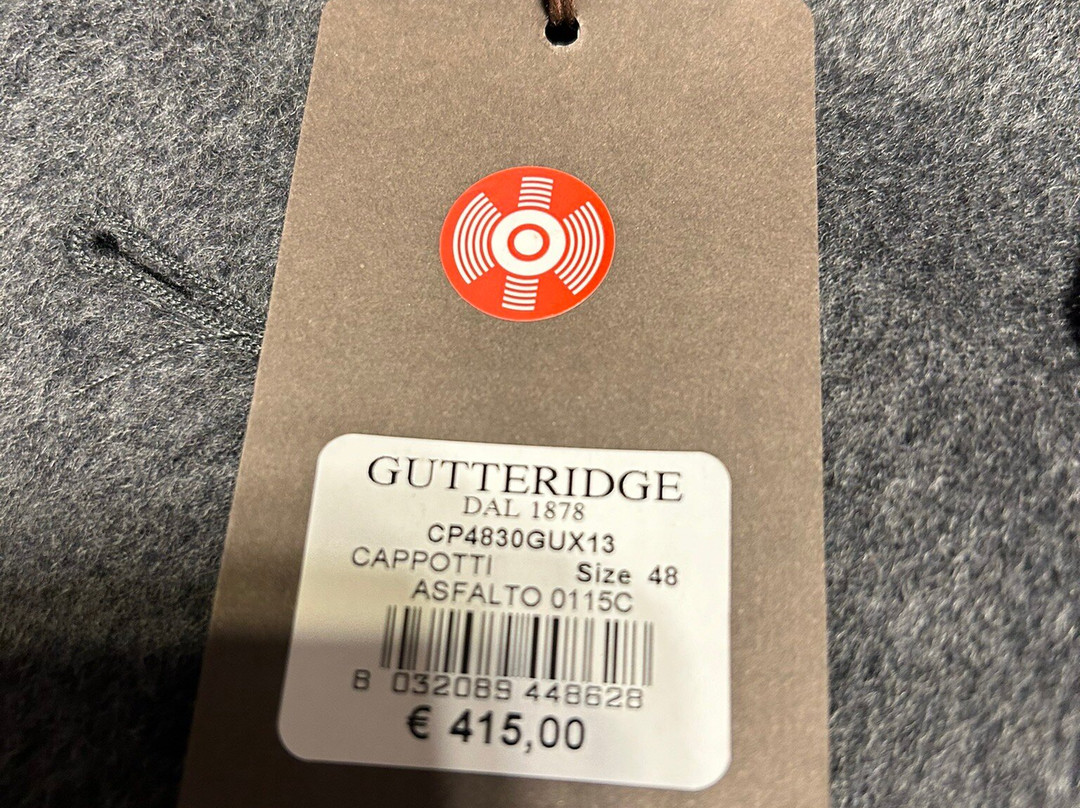 GUTTERIDGE
DAL 1878
CP4830GUX13
CAPPOTTI Size 48
ASFALTO 0115C
8 032089 448628
€ 415,00